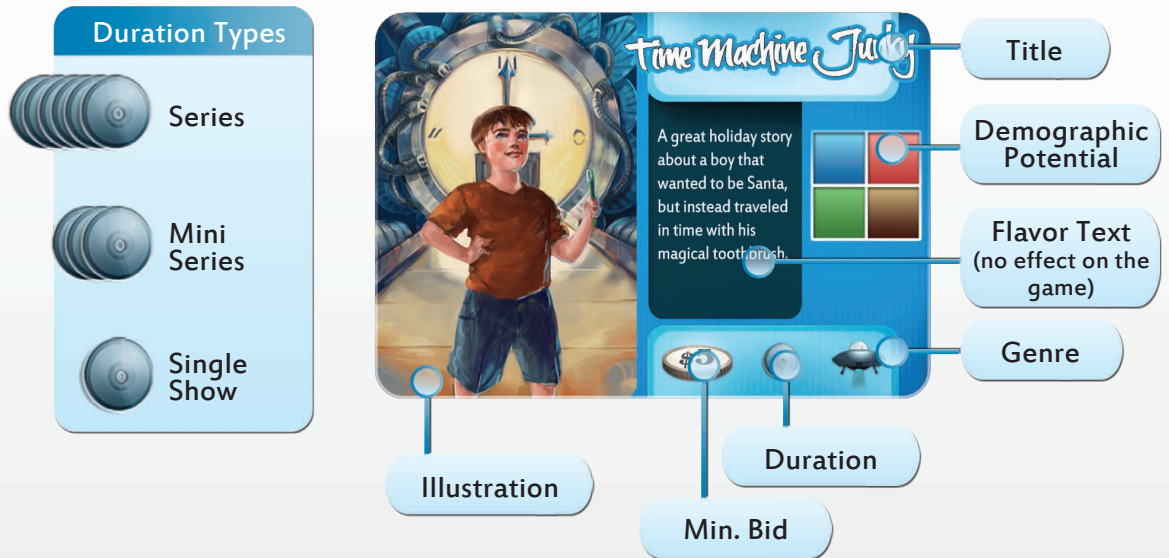 Duration Types
Series
Mini
Series
Single
Show
Time Machine Junky
A great holiday story
about a boy that
wanted to be Santa,
but instead traveled
in time with his
magical toothbrush.
$5
Title
Demographic
Potential
Flavor Text
(no effect on the
game)
Genre
Duration
Min. Bid
Illustration